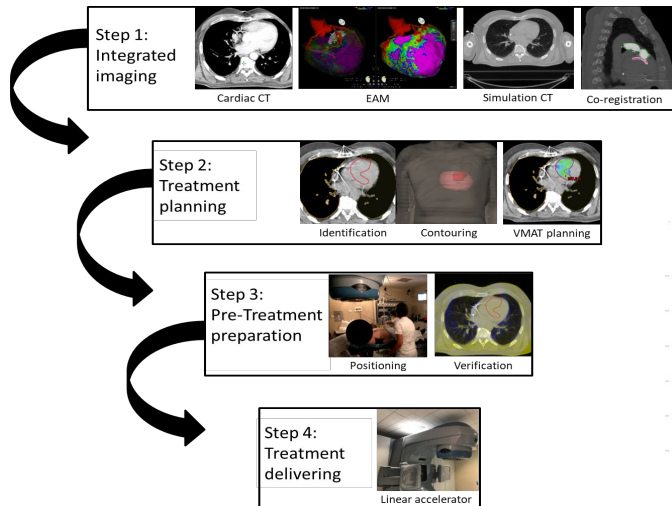 Step 1:
Integrated
imaging
Cardiac CT
EAM
Simulation CT
Co-registration
Step 2:
Treatment
planning
Identification
Contouring
VMAT planning
Step 3:
Pre-Treatment
preparation
Positioning
Verification
Step 4:
Treatment
delivering
Linear accelerator